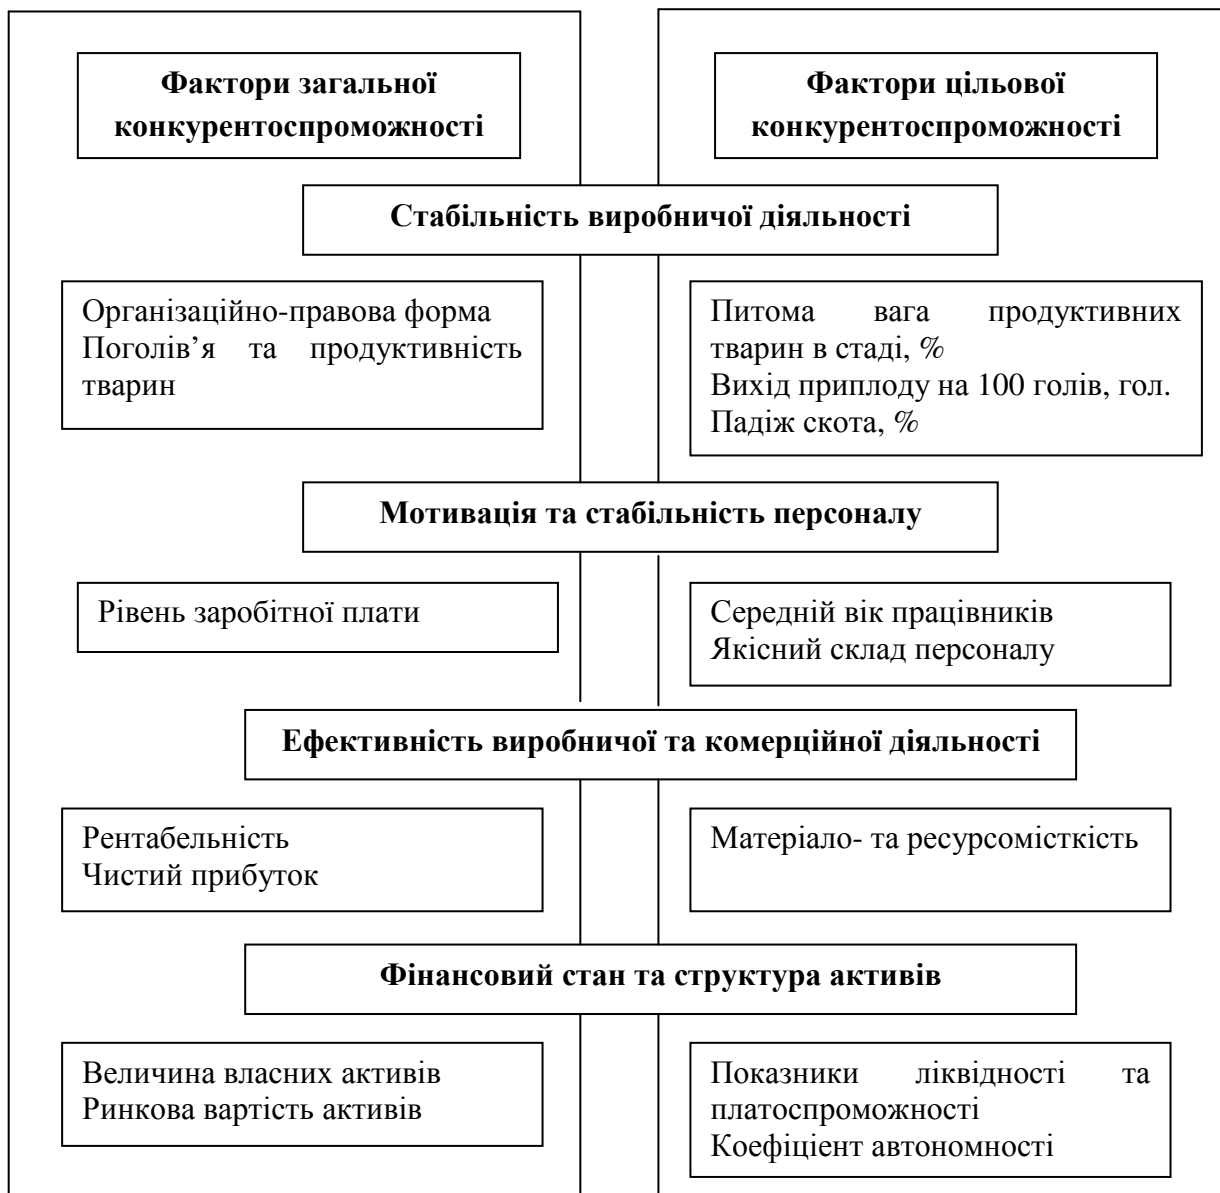 Фактори загальної
конкурентоспроможності
Фактори цільової
конкурентоспроможності
Стабільність виробничої діяльності
Організаційно-правова форма
Поголів’я та продуктивність
тварин
Питома вага продуктивних
тварин в стаді, %
Вихід приплоду на 100 голів, гол.
Падіж скота, %
Мотивація та стабільність персоналу
Рівень заробітної плати
Середній вік працівників
Якісний склад персоналу
Ефективність виробничої та комерційної діяльності
Рентабельність
Чистий прибуток
Матеріало- та ресурсомісткість
Фінансовий стан та структура активів
Величина власних активів
Ринкова вартість активів
Показники ліквідності та
платоспроможності
Коефіцієнт автономності